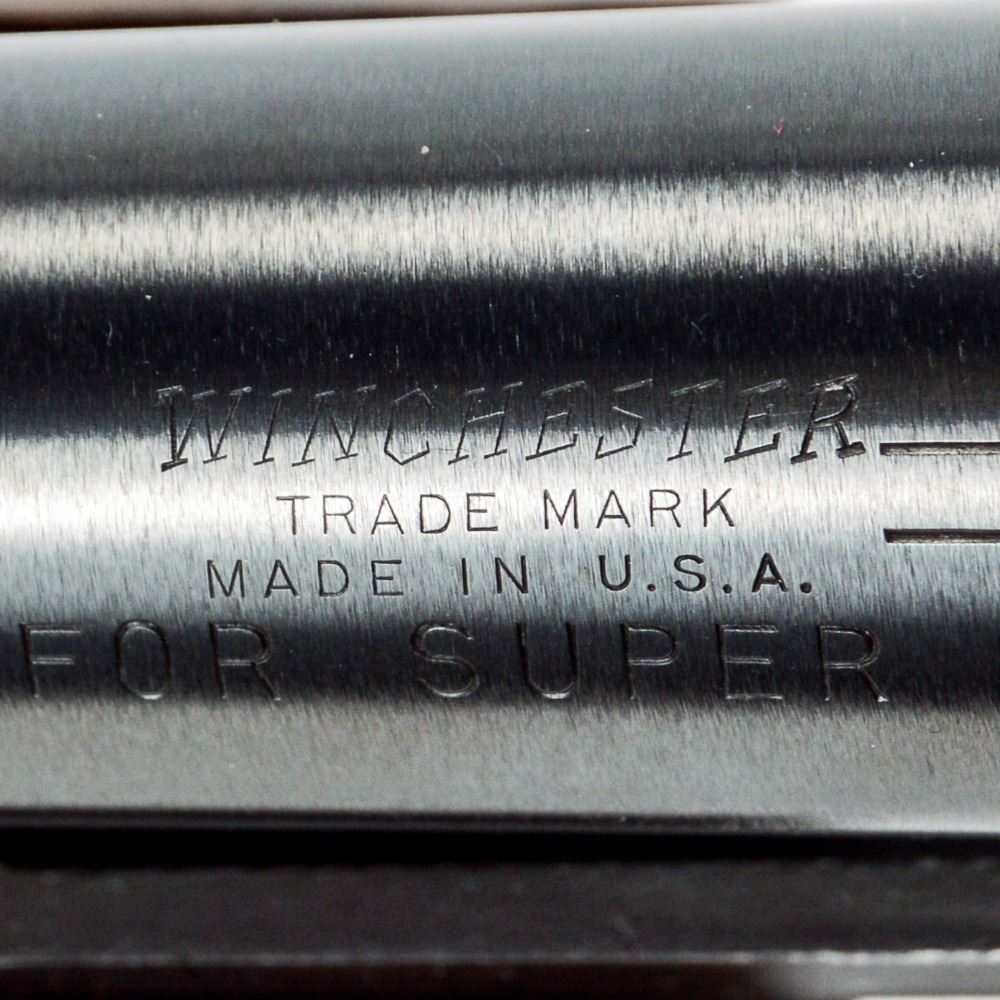 WINCHESTER
TRADE MARK
MADE IN U.S.A.
FOR SUPER